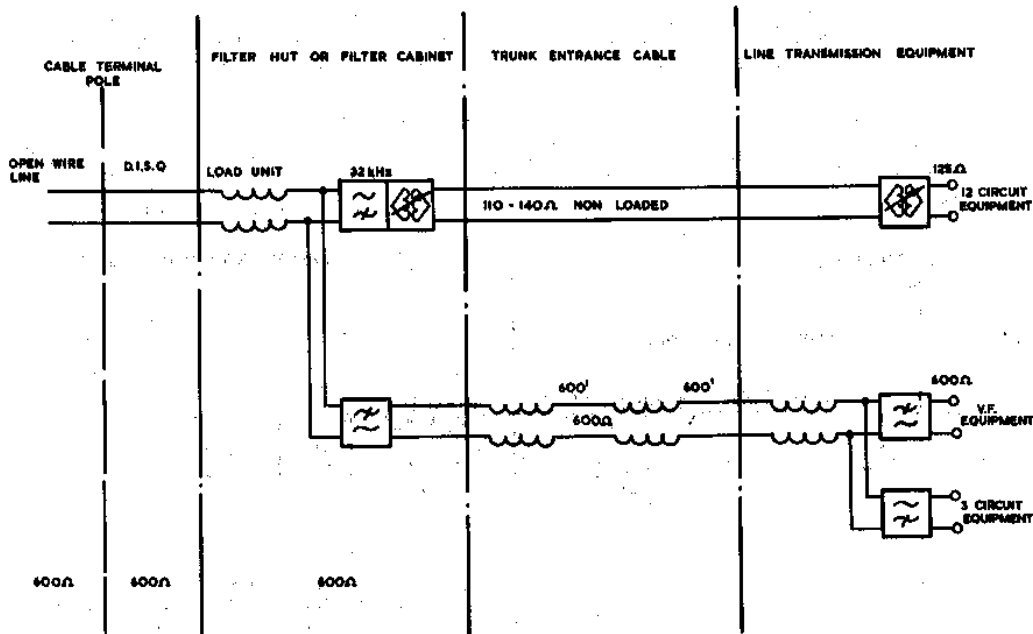 CABLE TERMINAL
POLE
FILTER HUT OR FILTER CABINET
TRUNK ENTRANCE CABLE
LINE TRANSMISSION EQUIPMENT
OPEN WIRE
LINE
D.I.S.Q
LOAD UNIT
32 kHz
110 - 140Ω NON LOADED
125Ω
12 CIRCUIT
EQUIPMENT
600'
600'
600Ω
600Ω
V.F.
EQUIPMENT
3 CIRCUIT
EQUIPMENT
600Ω
600Ω
600Ω